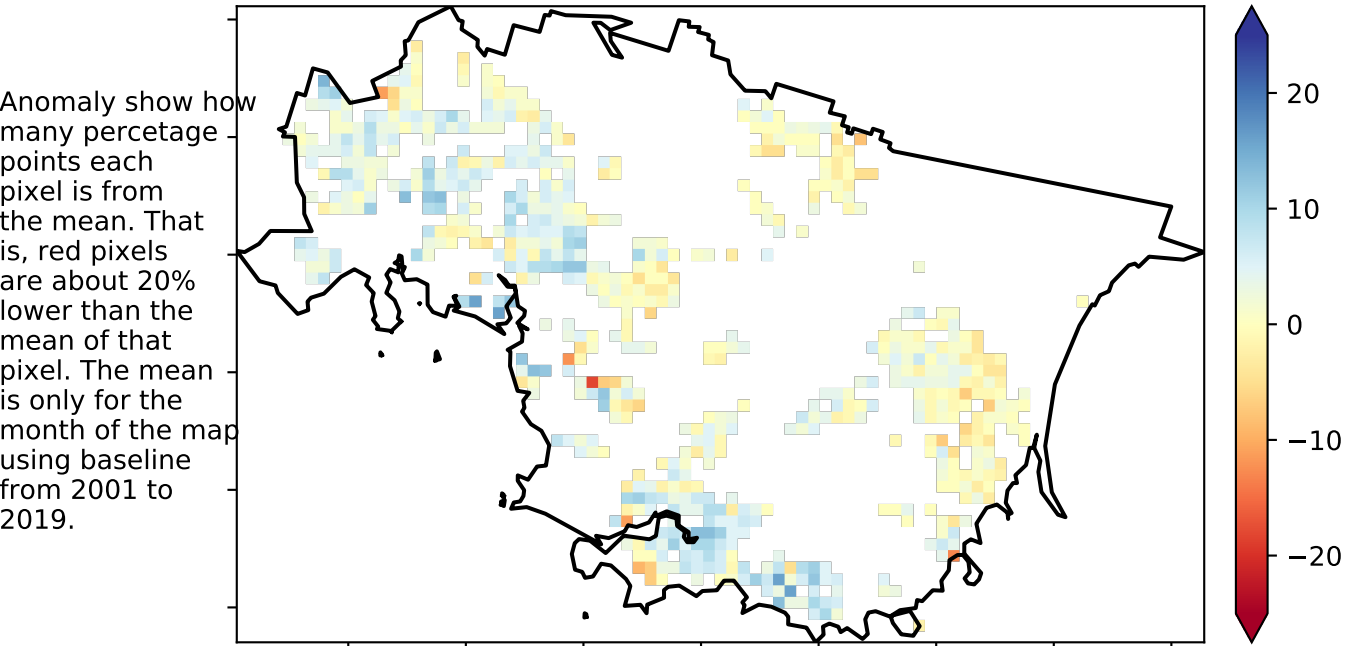 Anomaly show how
many percetage
points each
pixel is from
the mean. That
is, red pixels
are about 20%
lower than the
mean of that
pixel. The mean
is only for the
month of the map
using baseline
from 2001 to
2019.
20
10
0
−10
−20